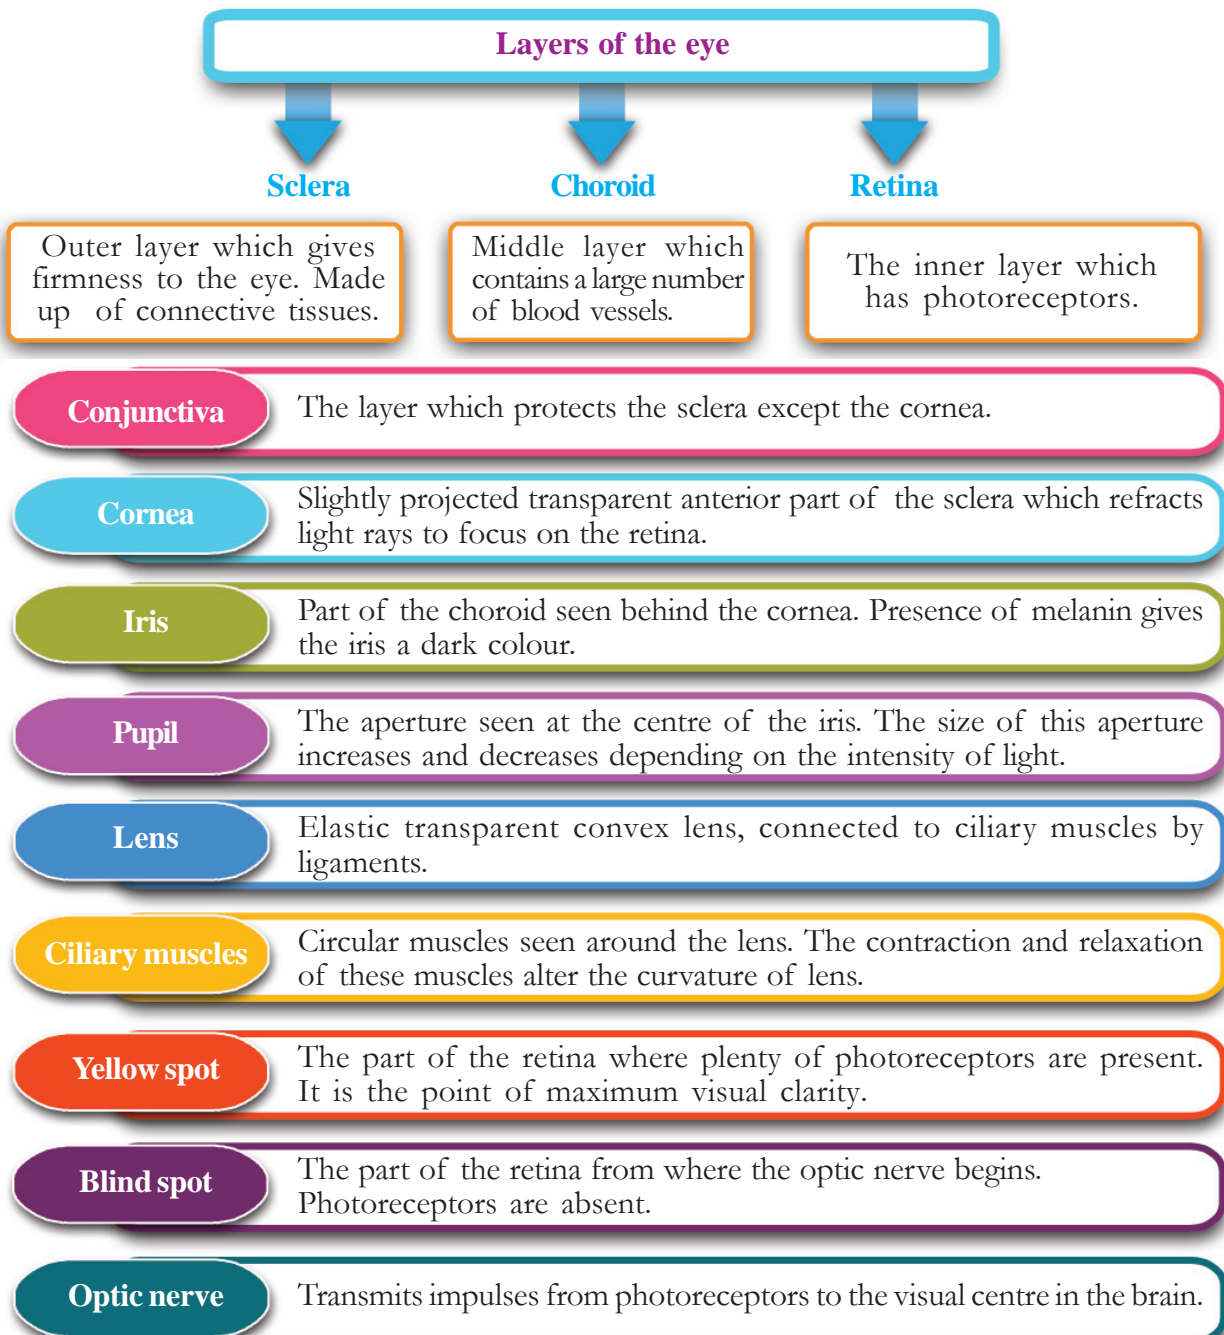 Layers of the eye
Sclera
Choroid
Retina
Outer layer which gives
firmness to the eye. Made
up of connective tissues.
Middle layer which
contains a large number
of blood vessels.
The inner layer which
has photoreceptors.
Conjunctiva
The layer which protects the sclera except the cornea.
Cornea
Slightly projected transparent anterior part of the sclera which refracts
light rays to focus on the retina.
Iris
Part of the choroid seen behind the cornea. Presence of melanin gives
the iris a dark colour.
Pupil
The aperture seen at the centre of the iris. The size of this aperture
increases and decreases depending on the intensity of light.
Lens
Elastic transparent convex lens, connected to ciliary muscles by
ligaments.
Ciliary muscles
Circular muscles seen around the lens. The contraction and relaxation
of these muscles alter the curvature of lens.
Yellow spot
The part of the retina where plenty of photoreceptors are present.
It is the point of maximum visual clarity.
Blind spot
The part of the retina from where the optic nerve begins.
Photoreceptors are absent.
Optic nerve
Transmits impulses from photoreceptors to the visual centre in the brain.